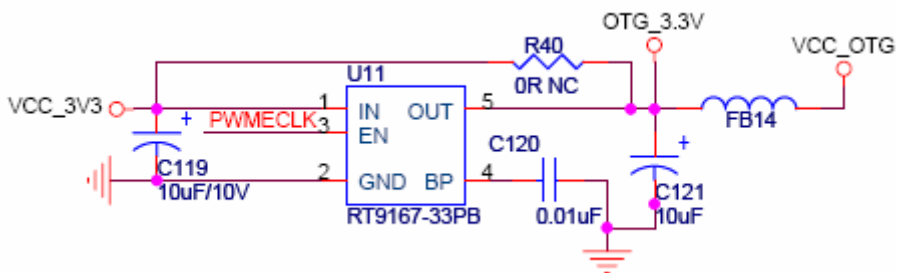 OTG_3.3V
R40
VCC_OTG
0R NC
U11
VCC_3V3
1
IN
OUT
5
FB14
+
PWMECLK
3
EN
+
C120
C119
2
GND
BP
4
C121
10uF/10V
RT9167-33PB
0.01uF
10uF